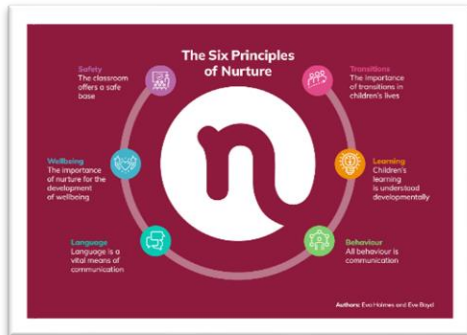 The Six Principles
of Nurture
Safety
The classroom
offers a safe
base
Transitions
The importance
of transitions in
children's lives
Wellbeing
The importance
of nurture for the
development
of wellbeing
n
Learning
Children's
learning
is understood
developmentally
Language
Language is a
vital means of
communication
Behaviour
All behaviour is
communication
Authors: Eva Holmes and Eve Boyd